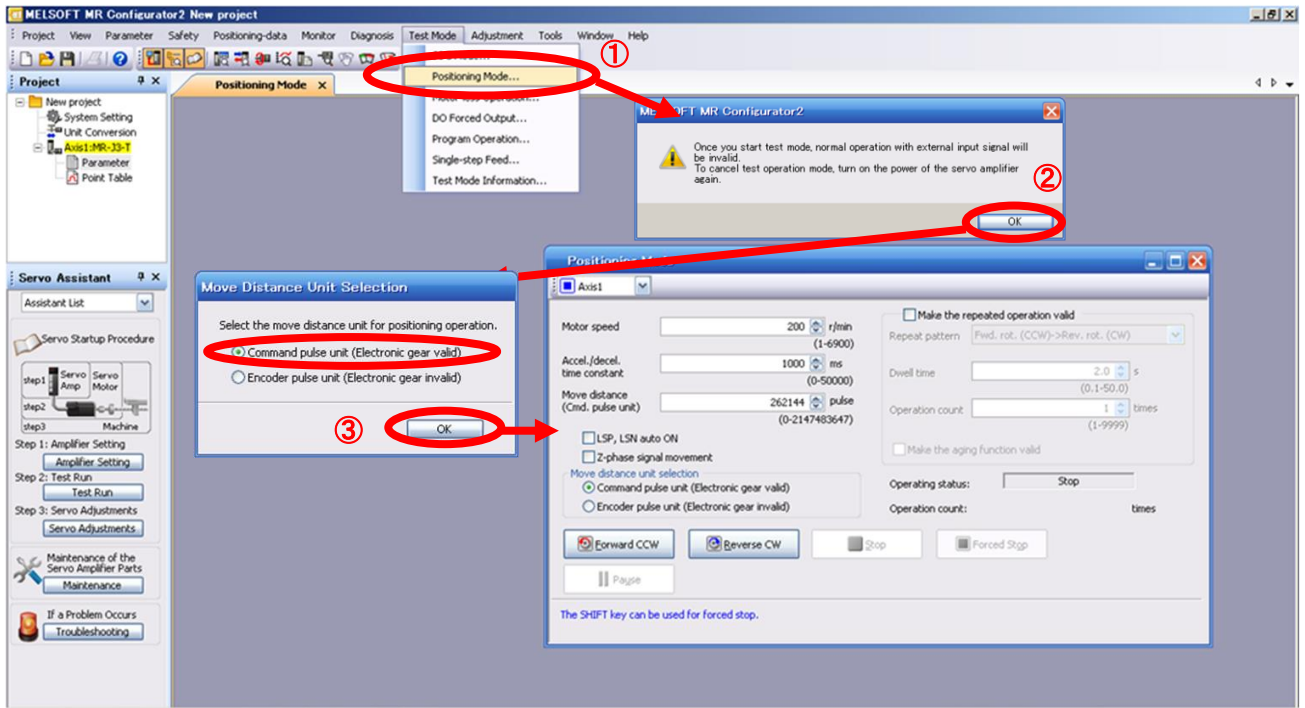 MELSOFT MR Configurator2 New project
Project View Parameter Safety Positioning-data Monitor Diagnosis Test Mode Adjustment Tools Window Help
①
Positioning Mode...
DO Forced Output...
Program Operation...
Single-step Feed...
Test Mode Information...
Project
New project
System Setting
Unit Conversion
Axis1:MR-J3-T
Parameter
Point Table
Positioning Mode
MR Configurator2
Once you start test mode, normal operation with external input signal will
be invalid.
To cancel test operation mode, turn on the power of the servo amplifier
again.
②
OK
Servo Assistant
Assistant List
Servo Startup Procedure
step1 Servo Amp Servo Motor
step2
step3 Machine
Step 1: Amplifier Setting
Amplifier Setting
Step 2: Test Run
Test Run
Step 3: Servo Adjustments
Servo Adjustments
Maintenance of the
Servo Amplifier Parts
Maintenance
If a Problem Occurs
Troubleshooting
Move Distance Unit Selection
Select the move distance unit for positioning operation.
Command pulse unit (Electronic gear valid)
Encoder pulse unit (Electronic gear invalid)
③
OK
Axis1
Motor speed 200 r/min
(1-6900)
Accel./decel.
time constant 1000 ms
(0-50000)
Move distance
(Cmd. pulse unit) 262144 pulse
(0-2147483647)
LSP, LSN auto ON
Z-phase signal movement
Move distance unit selection
Command pulse unit (Electronic gear valid)
Encoder pulse unit (Electronic gear invalid)
Make the repeated operation valid
Repeat pattern Fwd. rot. (CCW)->Rev. rot. (CW)
Dwell time 2.0 s
(0.1-50.0)
Operation count 1 times
(1-9999)
Make the aging function valid
Operating status: Stop
Operation count: times
Forward CCW Reverse CW Stop Forced Stop
Pause
The SHIFT key can be used for forced stop.